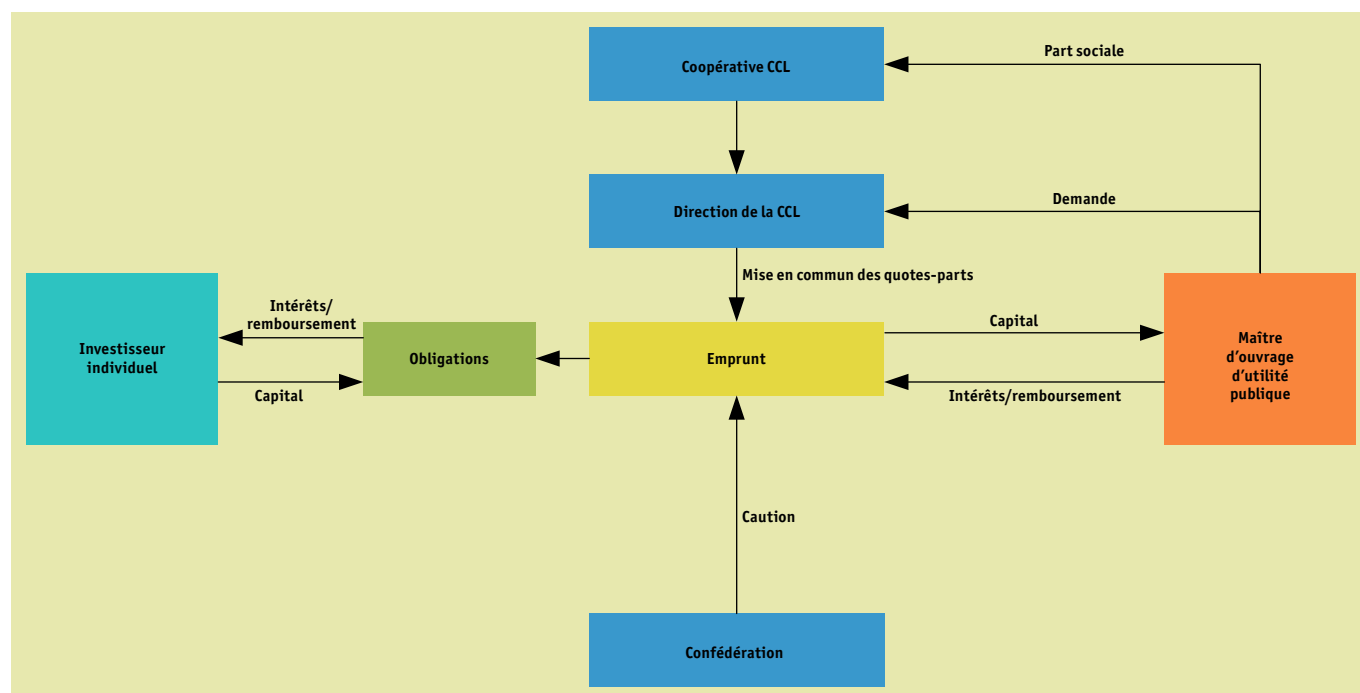 Part sociale
Coopérative CCL
Direction de la CCL
Demande
Mise en commun des quotes-parts
Intérêts/
remboursement
Capital
Investisseur
individuel
Obligations
Emprunt
Maître
d'ouvrage
d'utilité
publique
Capital
Intérêts/remboursement
Caution
Confédération